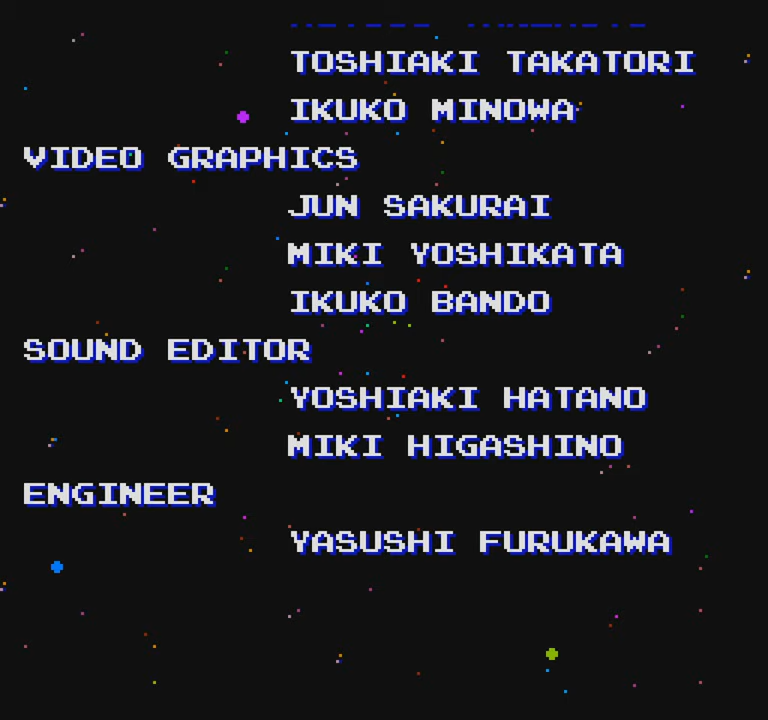 TOSHIAKI TAKATORI
IKUKO MINOWA
VIDEO GRAPHICS
JUN SAKURAI
MIKI YOSHIKATA
IKUKO BANDO
SOUND EDITOR
YOSHIAKI HATANO
MIKI HIGASHINO
ENGINEER
YASUSHI FURUKAWA